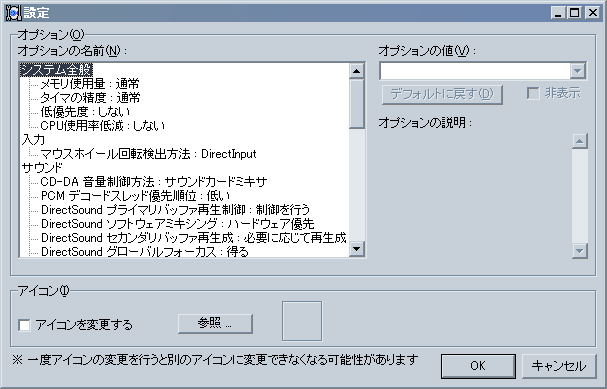 設定
オプション(O)
オプションの名前(N) :
システム全般
メモリ使用量 : 通常
タイマの精度 : 通常
低優先度 : しない
CPU使用率低減 : しない
入力
マウスホイール回転検出方法 : DirectInput
サウンド
CD-DA 音量制御方法 : サウンドカードミキサ
PCM デコードスレッド優先順位 : 低い
DirectSound プライマリバッファ再生制御 : 制御を行う
DirectSound ソフトウェアミキシング : ハードウェア優先
DirectSound セカンダリバッファ再生成 : 必要に応じて再生成
DirectSound グローバルフォーカス : 得る
オプションの値(V) :
デフォルトに戻す(D)
非表示
オプションの説明 :
アイコン(I)
アイコンを変更する
参照 ...
※ 一度アイコンの変更を行うと別のアイコンに変更できなくなる可能性があります
OK
キャンセル